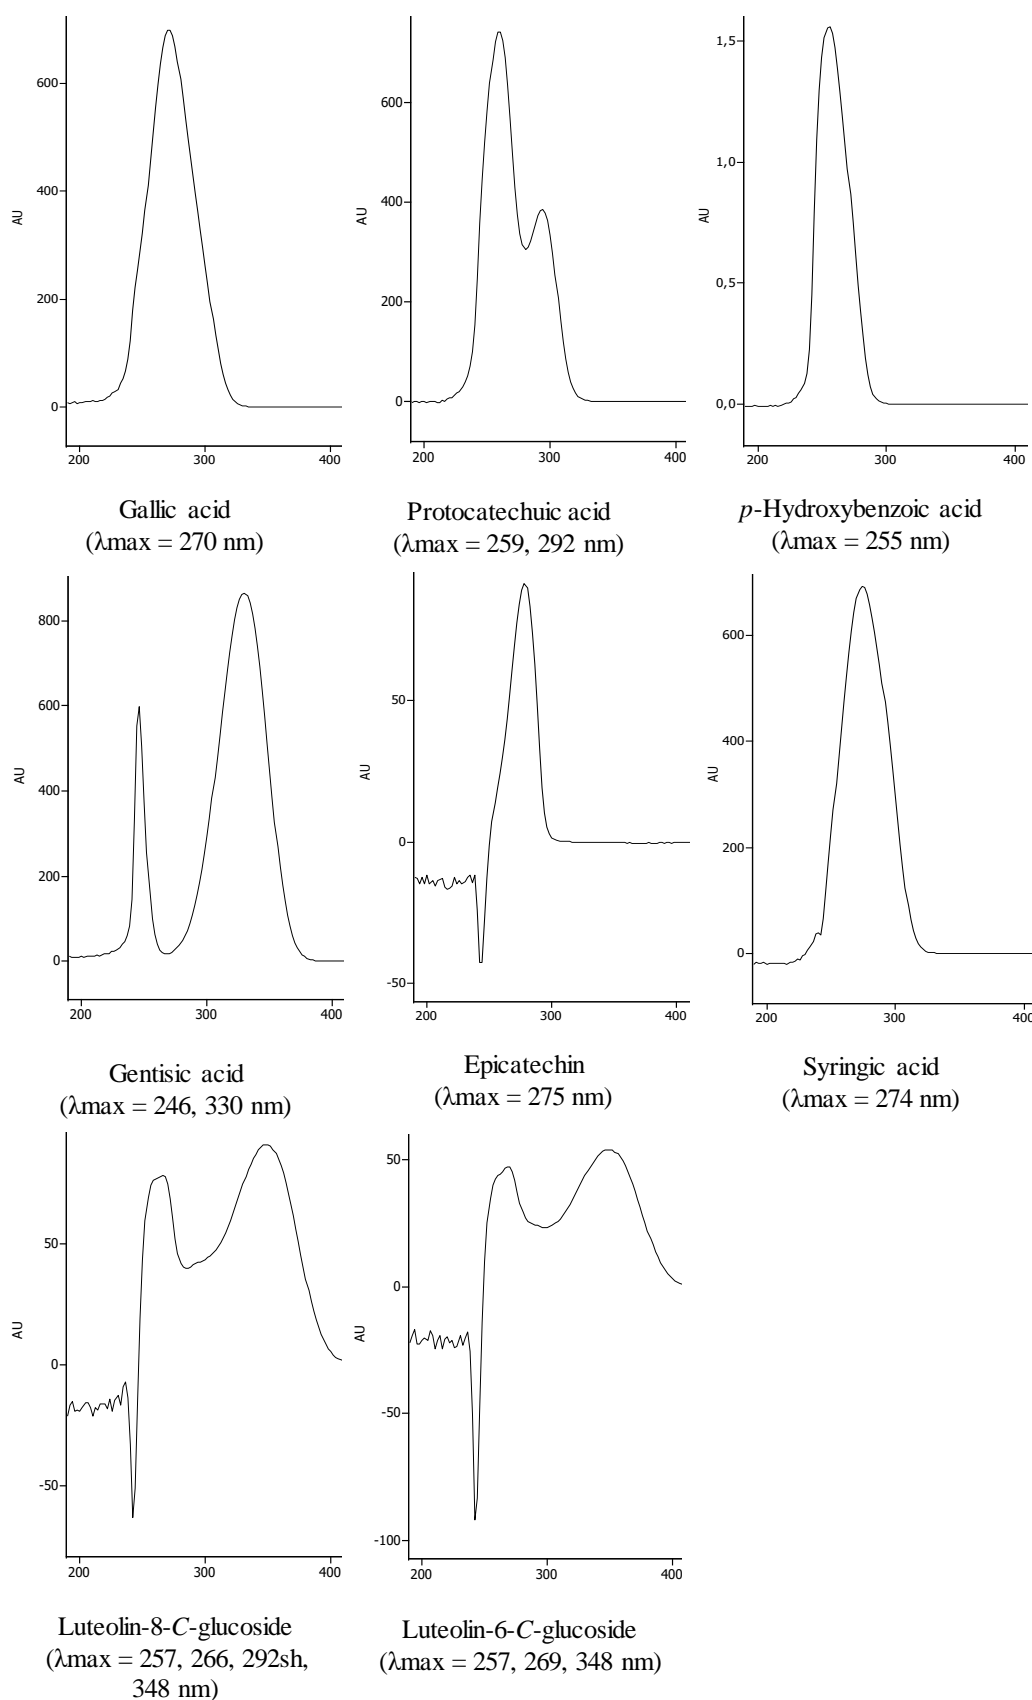 600
400
200
0
AU
200 300 400
Gallic acid
(λmax = 270 nm)
600
400
200
0
AU
200 300 400
Protocatechuic acid
(λmax = 259, 292 nm)
1,5
1,0
0,5
0,0
AU
200 300 400
p-Hydroxybenzoic acid
(λmax = 255 nm)
800
600
400
200
0
AU
200 300 400
Gentisic acid
(λmax = 246, 330 nm)
50
0
-50
AU
200 300 400
Epicatechin
(λmax = 275 nm)
600
400
200
0
AU
200 300 400
Syringic acid
(λmax = 274 nm)
50
0
-50
AU
200 300 400
Luteolin-8-C-glucoside
(λmax = 257, 266, 292sh,
348 nm)
50
0
-50
-100
AU
200 300 400
Luteolin-6-C-glucoside
(λmax = 257, 269, 348 nm)